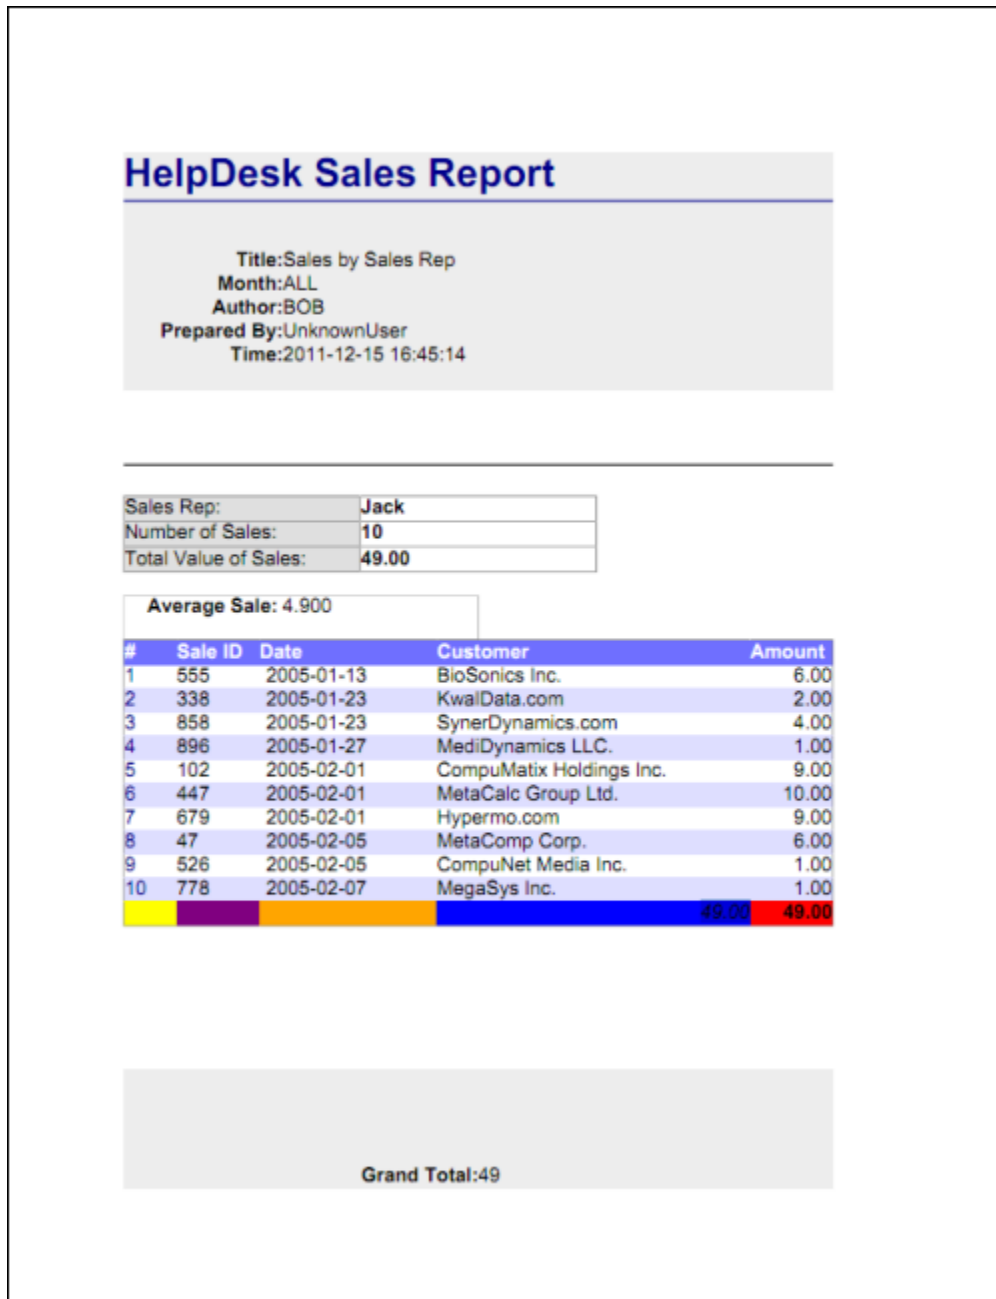 HelpDesk Sales Report
Title:Sales by Sales Rep
Month:ALL
Author:BOB
Prepared By:UnknownUser
Time:2011-12-15 16:45:14
Sales Rep: Jack
Number of Sales: 10
Total Value of Sales: 49.00
Average Sale: 4.900
# Sale ID Date Customer Amount
1 555 2005-01-13 BioSonics Inc. 6.00
2 338 2005-01-23 KwalData.com 2.00
3 858 2005-01-23 SynerDynamics.com 4.00
4 896 2005-01-27 MediDynamics LLC. 1.00
5 102 2005-02-01 CompuMatix Holdings Inc. 9.00
6 447 2005-02-01 MetaCalc Group Ltd. 10.00
7 679 2005-02-01 Hypermo.com 9.00
8 47 2005-02-05 MetaComp Corp. 6.00
9 526 2005-02-05 CompuNet Media Inc. 1.00
10 778 2005-02-07 MegaSys Inc. 1.00
49.00 49.00
Grand Total:49